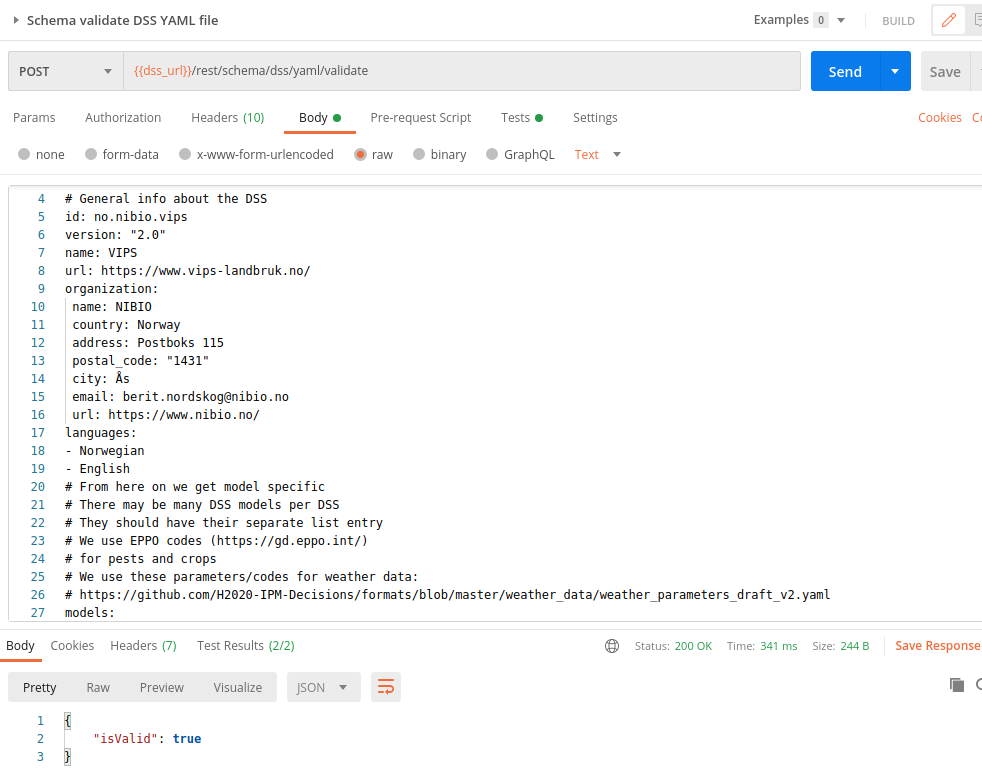 Schema validate DSS YAML file
Examples 0
BUILD
POST
{{dss_url}}/rest/schema/dss/yaml/validate
Send
Save
Params Authorization Headers (10) Body Pre-request Script Tests Settings Cookies
none form-data x-www-form-urlencoded raw binary GraphQL Text
4 # General info about the DSS
5 id: no.nibio.vips
6 version: "2.0"
7 name: VIPS
8 url: https://www.vips-landbruk.no/
9 organization:
10 name: NIBIO
11 country: Norway
12 address: Postboks 115
13 postal_code: "1431"
14 city: Ås
15 email: berit.nordskog@nibio.no
16 url: https://www.nibio.no/
17 languages:
18 - Norwegian
19 - English
20 # From here on we get model specific
21 # There may be many DSS models per DSS
22 # They should have their separate list entry
23 # We use EPPO codes (https://gd.eppo.int/)
24 # for pests and crops
25 # We use these parameters/codes for weather data:
26 # https://github.com/H2020-IPM-Decisions/formats/blob/master/weather_data/weather_parameters_draft_v2.yaml
27 models:
Body Cookies Headers (7) Test Results (2/2) Status: 200 OK Time: 341 ms Size: 244 B Save Response
Pretty Raw Preview Visualize JSON
1 {
2 "isValid": true
3 }